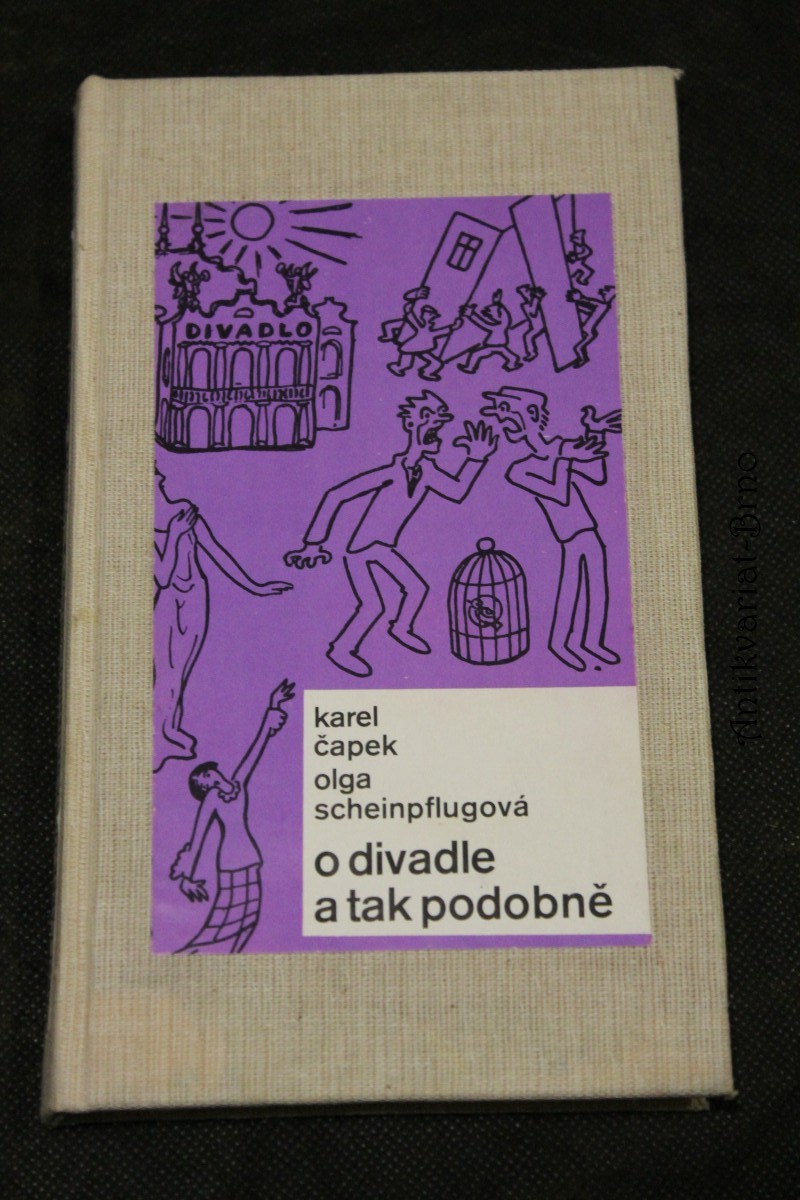 DIVADLO
karel
čapek
olga
scheinpflugová
o divadle
a tak podobně
Antikvariat-Brno